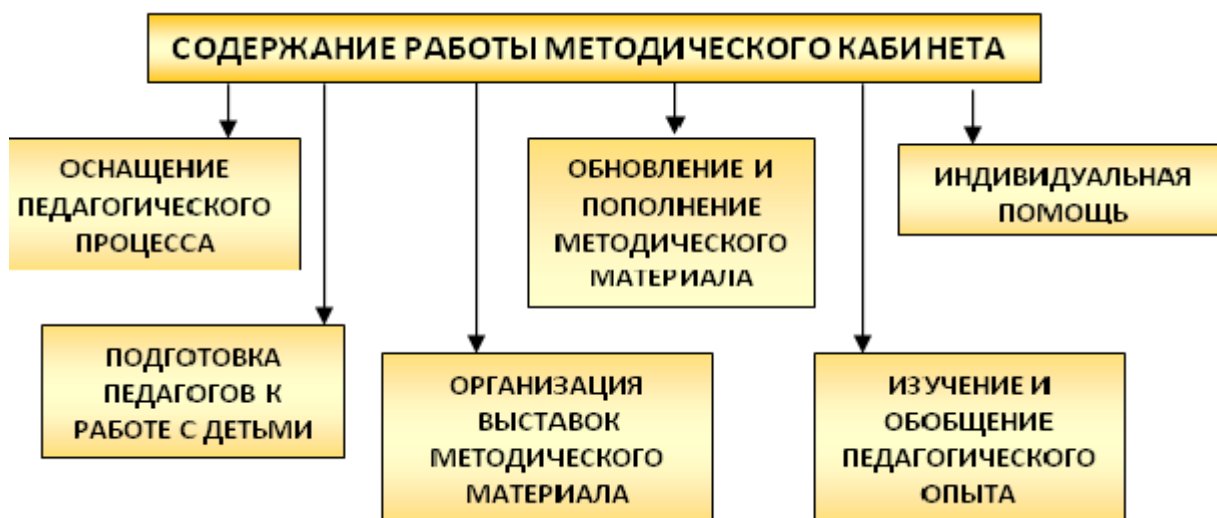 СОДЕРЖАНИЕ РАБОТЫ МЕТОДИЧЕСКОГО КАБИНЕТА
ОСНАЩЕНИЕ
ПЕДАГОГИЧЕСКОГО
ПРОЦЕССА
ОБНОВЛЕНИЕ И
ПОПОЛНЕНИЕ
МЕТОДИЧЕСКОГО
МАТЕРИАЛА
ИНДИВИДУАЛЬНАЯ
ПОМОЩЬ
ПОДГОТОВКА
ПЕДАГОГОВ К
РАБОТЕ С ДЕТЬМИ
ОРГАНИЗАЦИЯ
ВЫСТАВОК
МЕТОДИЧЕСКОГО
МАТЕРИАЛА
ИЗУЧЕНИЕ И
ОБОБЩЕНИЕ
ПЕДАГОГИЧЕСКОГО
ОПЫТА